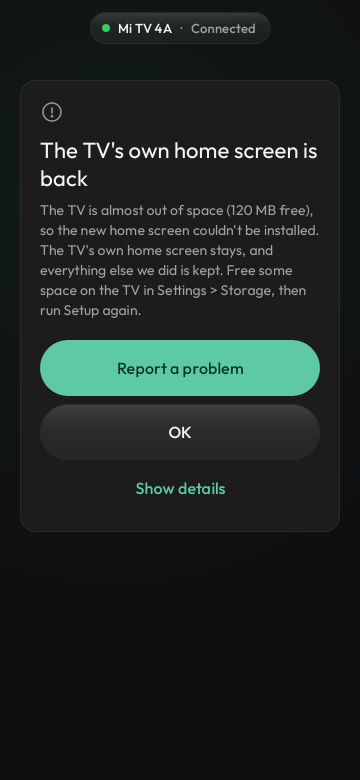 Mi TV 4A · Connected
The TV's own home screen is
back
The TV is almost out of space (120 MB free),
so the new home screen couldn't be installed.
The TV's own home screen stays, and
everything else we did is kept. Free some
space on the TV in Settings > Storage, then
run Setup again.
Report a problem
OK
Show details